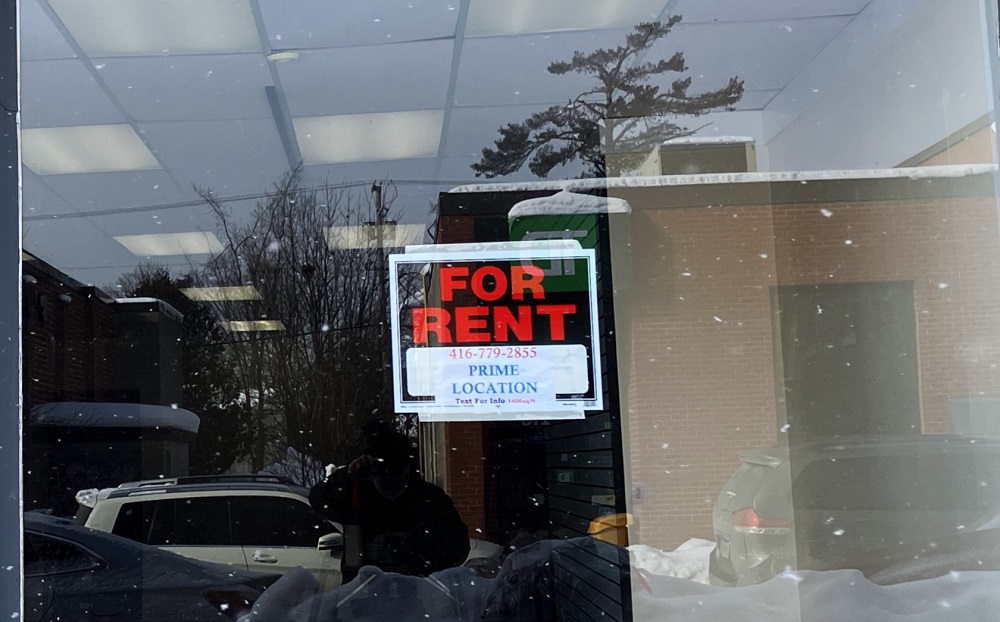 FOR
RENT
416-779-2855
PRIME
LOCATION
Text For Info